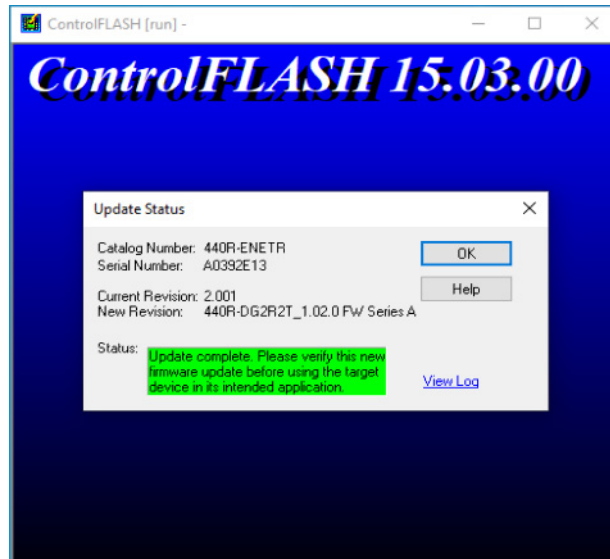 ControlFLASH [run] -
ControlFLASH 15.03.00
Update Status
Catalog Number: 440R-ENETR
Serial Number: A0392E13
Current Revision: 2.001
New Revision: 440R-DG2R2T_1.02.0 FW Series A
Status: Update complete. Please verify this new
firmware update before using the target
device in its intended application.
OK
Help
View Log